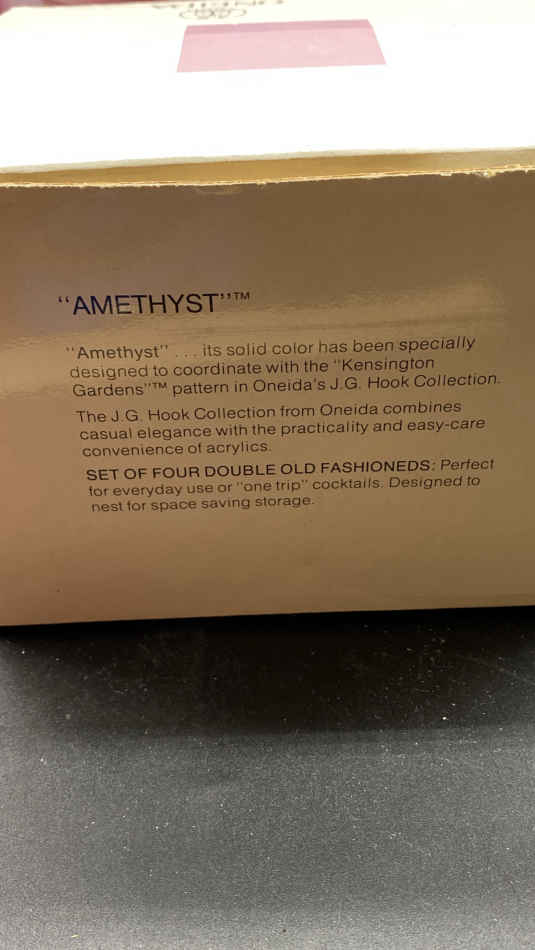 ONEIDA
"AMETHYST"™
"Amethyst" . . . its solid color has been specially
designed to coordinate with the "Kensington
Gardens"™ pattern in Oneida's J.G. Hook Collection.
The J.G. Hook Collection from Oneida combines
casual elegance with the practicality and easy-care
convenience of acrylics.
SET OF FOUR DOUBLE OLD FASHIONEDS: Perfect
for everyday use or "one trip" cocktails. Designed to
nest for space saving storage.